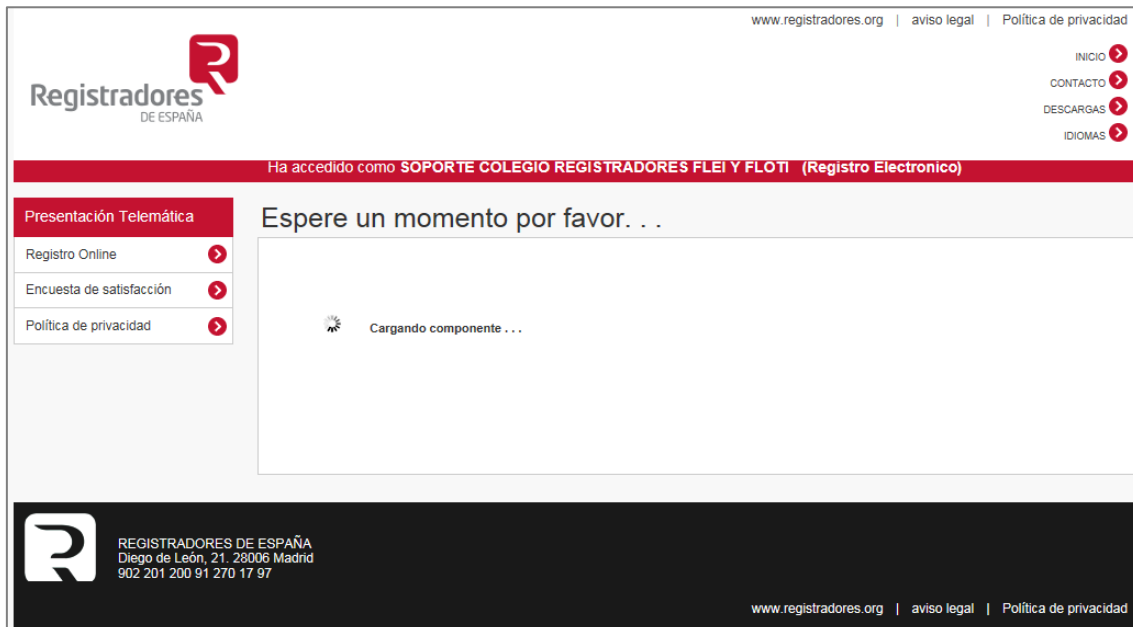 www.registradores.org | aviso legal | Política de privacidad
INICIO
CONTACTO
DESCARGAS
IDIOMAS
Registradores
DE ESPAÑA
Ha accedido como SOPORTE COLEGIO REGISTRADORES FLEI Y FLOTI (Registro Electronico)
Presentación Telemática
Registro Online
Encuesta de satisfacción
Política de privacidad
Espere un momento por favor. . .
Cargando componente . . .
REGISTRADORES DE ESPAÑA
Diego de León, 21. 28006 Madrid
902 201 200 91 270 17 97
www.registradores.org | aviso legal | Política de privacidad